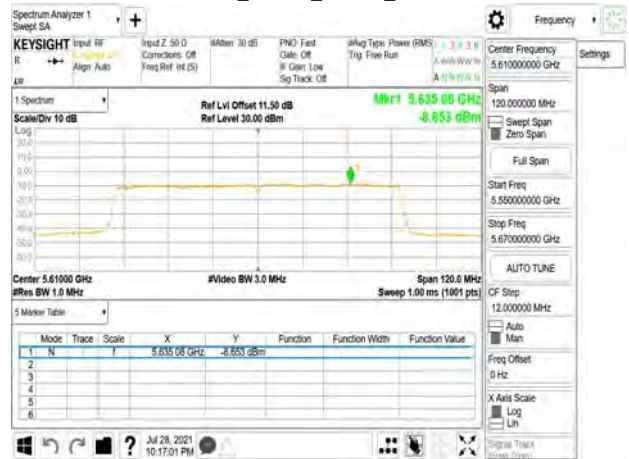 Spectrum Analyzer 1
Swept SA
+
Frequency
KEYSIGHT
Input: RF
Input Z: 50 Ω
#Atten: 30 dB
PNO: Fast
#Avg Type: Power (RMS)
R
Align: Auto
Corrections: Off
Freq Ref: Int (S)
Gate: Off
IF Gain: Low
Sig Track: Off
Trig: Free Run
Center Frequency
5.610000000 GHz
Settings
1 Spectrum
Scale/Div 10 dB
Ref Lvl Offset 11.50 dB
Ref Level 30.00 dBm
Mkr1 5.635 08 GHz
-8.653 dBm
Log
Span
120.000000 MHz
Swept Span
Zero Span
Full Span
Start Freq
5.550000000 GHz
Stop Freq
5.670000000 GHz
AUTO TUNE
Center 5.61000 GHz
#Res BW 1.0 MHz
#Video BW 3.0 MHz
Span 120.0 MHz
Sweep 1.00 ms (1001 pts)
CF Step
12.000000 MHz
Auto
Man
5 Marker Table
Mode Trace Scale X Y Function Function Width Function Value
1 N f 5.635 08 GHz -8.653 dBm
2
3
4
5
6
Freq Offset
0 Hz
X Axis Scale
Log
Lin
Signal Track
?
Jul 28, 2021
10:17:01 PM